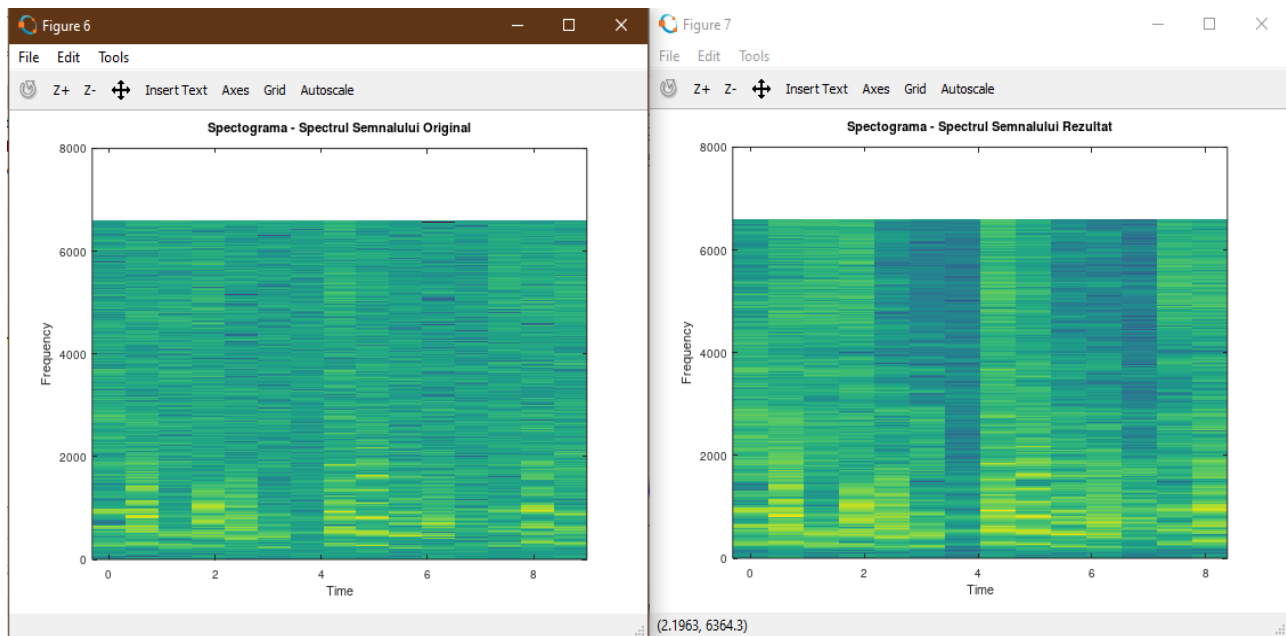 Figure 6
File Edit Tools
Z+ Z- Insert Text Axes Grid Autoscale
Spectograma - Spectrul Semnalului Original
8000
6000
4000
2000
0
Frequency
0 2 4 6 8
Time
Figure 7
File Edit Tools
Z+ Z- Insert Text Axes Grid Autoscale
Spectograma - Spectrul Semnalului Rezultat
8000
6000
4000
2000
0
Frequency
0 2 4 6 8
Time
(2.1963, 6364.3)